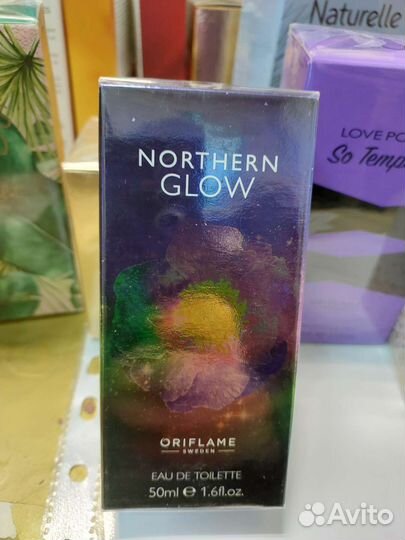 Naturelle
LOVE PO
So Temp
NORTHERN
GLOW
ORIFLAME
SWEDEN
EAU DE TOILETTE
50ml e 1.6fl.oz.
Avito